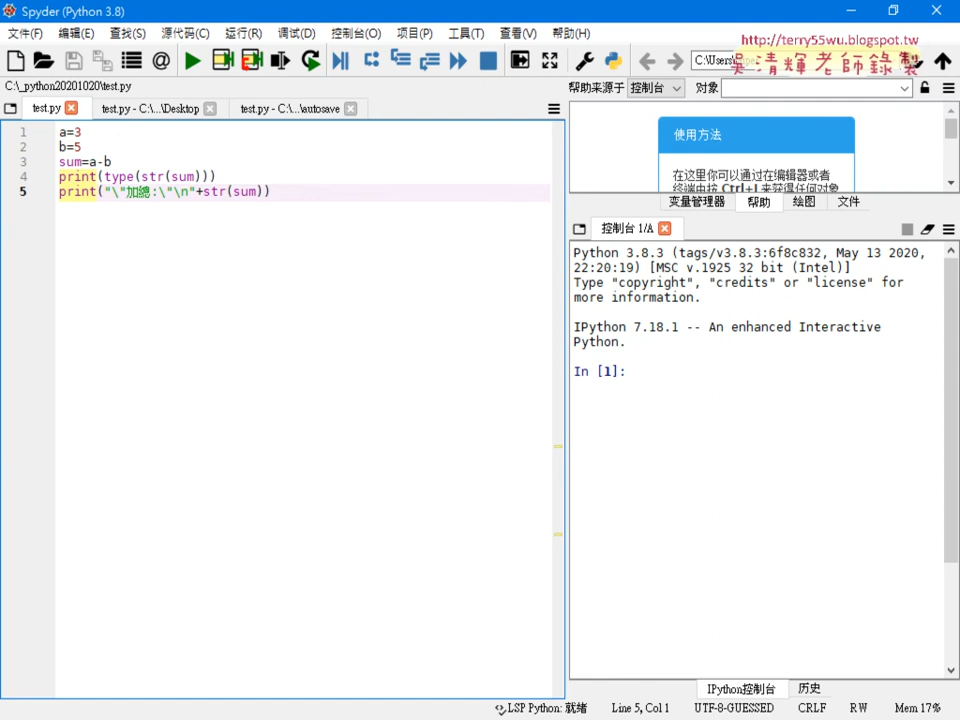 Spyder (Python 3.8)
文件(F) 编辑(E) 查找(S) 源代码(C) 运行(R) 调试(D) 控制台(O) 项目(P) 工具(T) 查看(V) 帮助(H)
http://terry55wu.blogspot.tw
吳清輝老師錄製
C:\Users\
C:\_python20201020\test.py
帮助来源于 控制台 对象
test.py test.py - C:\...\Desktop test.py - C:\...\autosave
1 a=3
2 b=5
3 sum=a-b
4 print(type(str(sum)))
5 print("\"加總:\"\n"+str(sum))
使用方法
在这里你可以通过在编辑器或者
终端中按 Ctrl+I 来获得任何对象
变量管理器 帮助 绘图 文件
控制台 1/A
Python 3.8.3 (tags/v3.8.3:6f8c832, May 13 2020,
22:20:19) [MSC v.1925 32 bit (Intel)]
Type "copyright", "credits" or "license" for
more information.
IPython 7.18.1 -- An enhanced Interactive
Python.
In [1]:
IPython控制台 历史
LSP Python: 就绪 Line 5, Col 1 UTF-8-GUESSED CRLF RW Mem 17%